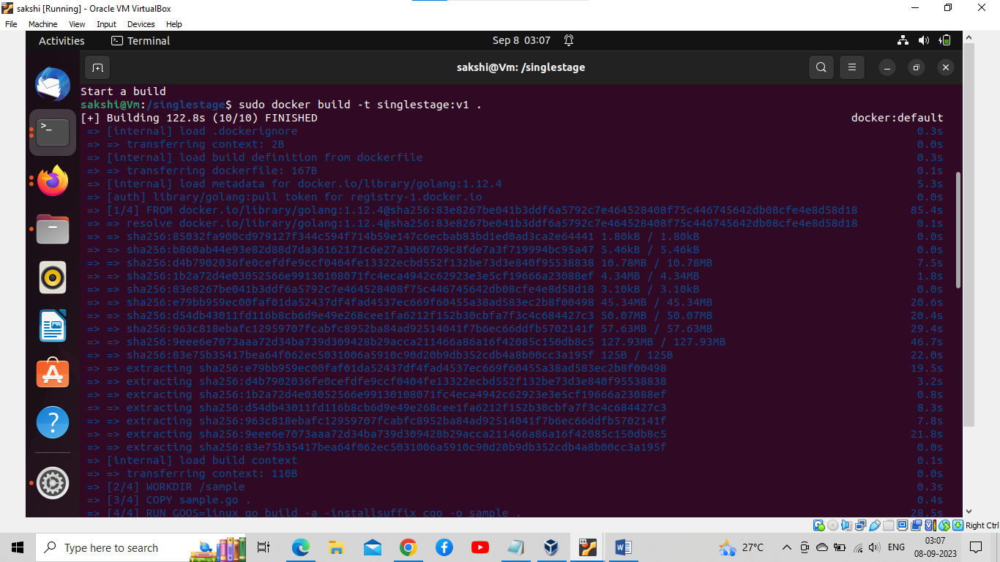 sakshi [Running] - Oracle VM VirtualBox
File Machine View Input Devices Help
Activities Terminal Sep 8 03:07
sakshi@Vm: /singlestage
Start a build
sakshi@Vm:/singlestage$ sudo docker build -t singlestage:v1 .
[+] Building 122.8s (10/10) FINISHED docker:default
=> [internal] load .dockerignore 0.3s
=> => transferring context: 2B 0.0s
=> [internal] load build definition from dockerfile 0.3s
=> => transferring dockerfile: 167B 0.1s
=> [internal] load metadata for docker.io/library/golang:1.12.4 5.3s
=> [auth] library/golang:pull token for registry-1.docker.io 0.0s
=> [1/4] FROM docker.io/library/golang:1.12.4@sha256:83e8267be041b3ddf6a5792c7e464528408f75c446745642db08cfe4e8d58d18 85.4s
=> => resolve docker.io/library/golang:1.12.4@sha256:83e8267be041b3ddf6a5792c7e464528408f75c446745642db08cfe4e8d58d18 0.1s
=> => sha256:85032fa900cd979127f344c594f714b59e147c6ecbab83bd1ed0ad3ca2e64441 1.80kB / 1.80kB 0.0s
=> => sha256:b860ab44e93e82d88d7da36162171c6e27a3060769c8fde7a3f719994bc95a47 5.46kB / 5.46kB 0.0s
=> => sha256:d4b7902036fe0cefdfe9ccf0404fe13322ecbd552f132be73d3e840f95538838 10.78MB / 10.78MB 7.5s
=> => sha256:1b2a72d4e03052566e99130108071fc4eca4942c62923e3e5cf19666a23088ef 4.34MB / 4.34MB 1.8s
=> => sha256:83e8267be041b3ddf6a5792c7e464528408f75c446745642db08cfe4e8d58d18 3.10kB / 3.10kB 0.0s
=> => sha256:e79bb959ec00faf01da52437df4fad4537ec669f60455a38ad583ec2b8f00498 45.34MB / 45.34MB 20.6s
=> => sha256:d54db43011fd116b8cb6d9e49e268cee1fa6212f152b30cbfa7f3c4c684427c3 50.07MB / 50.07MB 20.4s
=> => sha256:963c818ebafc12959707fcabfc8952ba84ad92514041f7b6ec66ddfb5702141f 57.63MB / 57.63MB 29.4s
=> => sha256:9eee6e7073aaa72d34ba739d309428b29acca211466a86a16f42085c150db8c5 127.93MB / 127.93MB 46.7s
=> => sha256:83e75b35417bea64f062ec5031006a5910c90d20b9db352cdb4a8b00cc3a195f 125B / 125B 22.0s
=> => extracting sha256:e79bb959ec00faf01da52437df4fad4537ec669f60455a38ad583ec2b8f00498 19.5s
=> => extracting sha256:d4b7902036fe0cefdfe9ccf0404fe13322ecbd552f132be73d3e840f95538838 3.2s
=> => extracting sha256:1b2a72d4e03052566e99130108071fc4eca4942c62923e3e5cf19666a23088ef 0.8s
=> => extracting sha256:d54db43011fd116b8cb6d9e49e268cee1fa6212f152b30cbfa7f3c4c684427c3 8.3s
=> => extracting sha256:963c818ebafc12959707fcabfc8952ba84ad92514041f7b6ec66ddfb5702141f 7.8s
=> => extracting sha256:9eee6e7073aaa72d34ba739d309428b29acca211466a86a16f42085c150db8c5 21.8s
=> => extracting sha256:83e75b35417bea64f062ec5031006a5910c90d20b9db352cdb4a8b00cc3a195f 0.0s
=> [internal] load build context 0.1s
=> => transferring context: 110B 0.0s
=> [2/4] WORKDIR /sample 0.3s
=> [3/4] COPY sample.go . 0.4s
=> [4/4] RUN GOOS=linux go build -a -installsuffix cgo -o sample . 28.5s
Right Ctrl
Type here to search 27°C ENG 03:07
08-09-2023